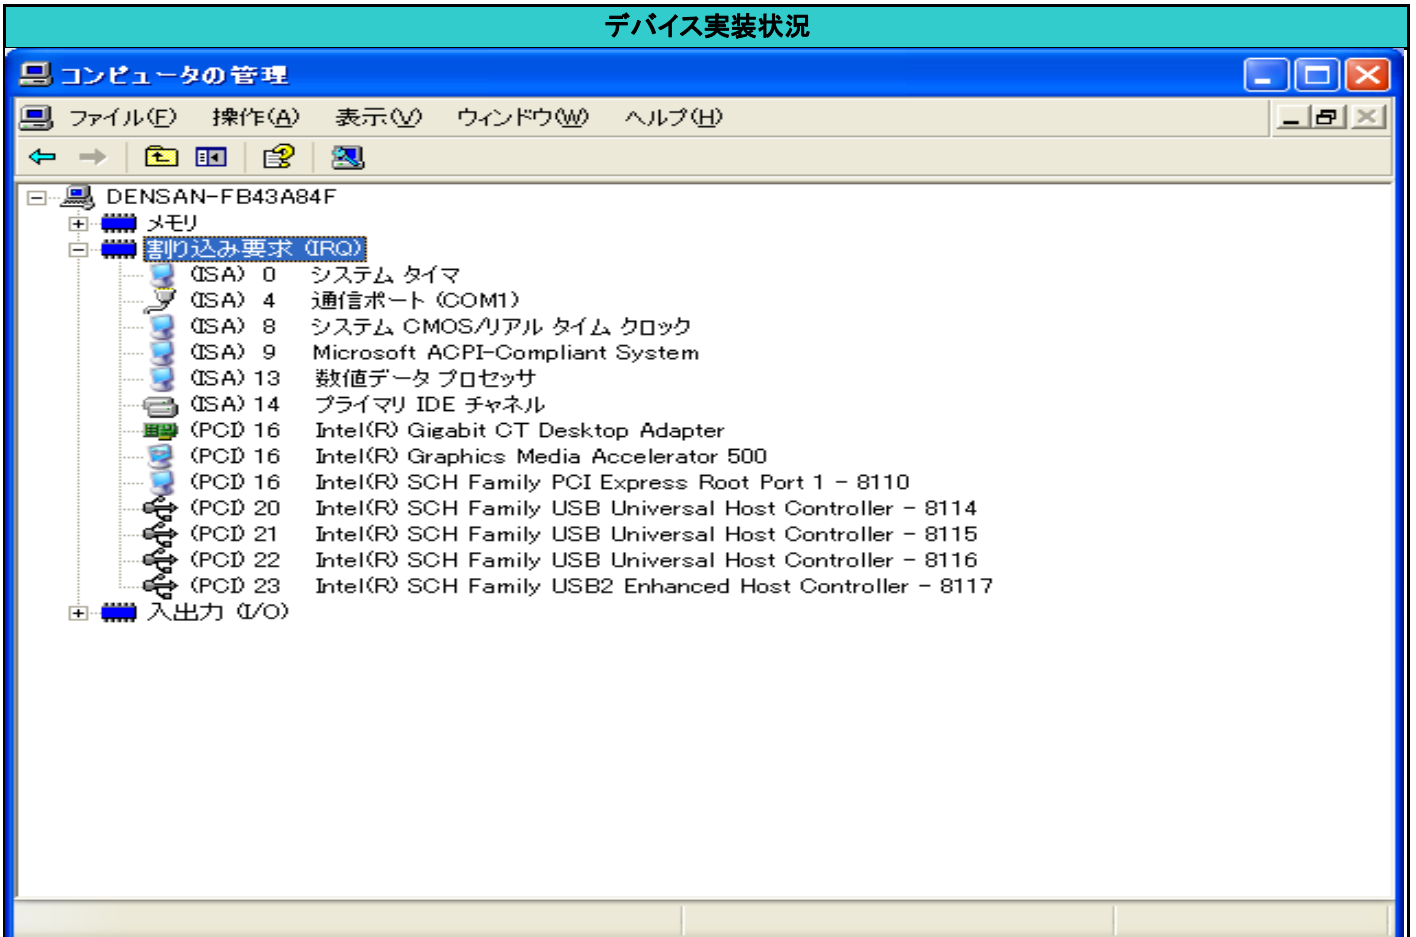 デバイス実装状況
コンピュータの管理
ファイル(F) 操作(A) 表示(V) ウィンドウ(W) ヘルプ(H)
DENSAN-FB43A84F
メモリ
割り込み要求 (IRQ)
(ISA) 0 システム タイマ
(ISA) 4 通信ポート (COM1)
(ISA) 8 システム CMOS/リアル タイム クロック
(ISA) 9 Microsoft ACPI-Compliant System
(ISA) 13 数値データ プロセッサ
(ISA) 14 プライマリ IDE チャネル
(PCI) 16 Intel(R) Gigabit CT Desktop Adapter
(PCI) 16 Intel(R) Graphics Media Accelerator 500
(PCI) 16 Intel(R) SCH Family PCI Express Root Port 1 - 8110
(PCI) 20 Intel(R) SCH Family USB Universal Host Controller - 8114
(PCI) 21 Intel(R) SCH Family USB Universal Host Controller - 8115
(PCI) 22 Intel(R) SCH Family USB Universal Host Controller - 8116
(PCI) 23 Intel(R) SCH Family USB2 Enhanced Host Controller - 8117
入出力 (I/O)